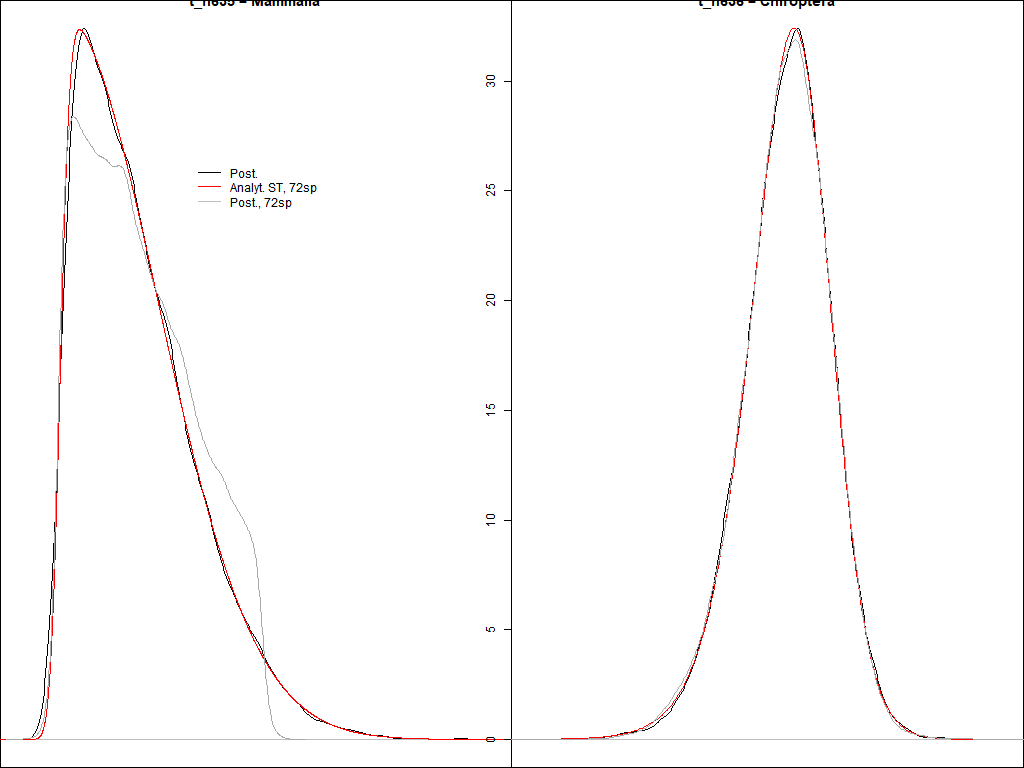 – Mammalia
– Chiroptera
Post.
Analyt. ST, 72sp
Post., 72sp
30
25
20
15
10
5
0